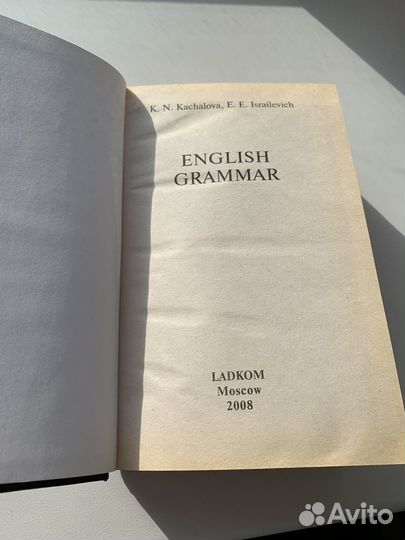 K. N. Kachalova, E. E. Israilevich
ENGLISH
GRAMMAR
LADKOM
Moscow
2008
Avito